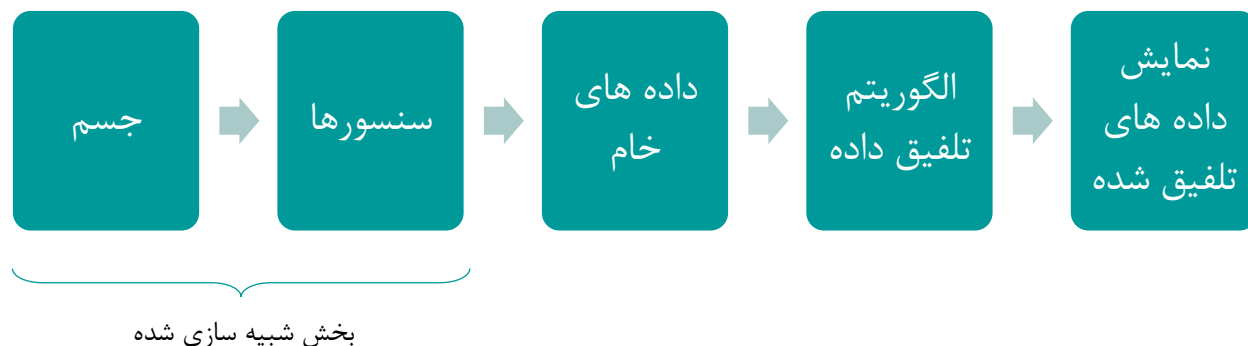 جسم
سنسورها
داده های
خام
الگوریتم
تلفیق داده
نمایش
داده های
تلفیق شده
بخش شبیه سازی شده